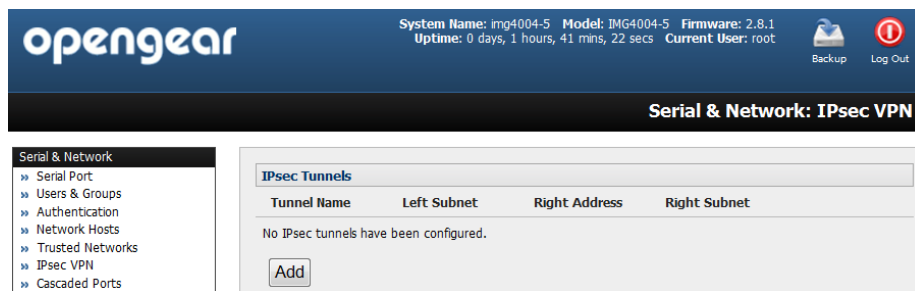 opengear
System Name: img4004-5 Model: IMG4004-5 Firmware: 2.8.1
Uptime: 0 days, 1 hours, 41 mins, 22 secs Current User: root
Backup
Log Out
Serial & Network: IPsec VPN
Serial & Network
» Serial Port
» Users & Groups
» Authentication
» Network Hosts
» Trusted Networks
» IPsec VPN
» Cascaded Ports
IPsec Tunnels
Tunnel Name Left Subnet Right Address Right Subnet
No IPsec tunnels have been configured.
Add